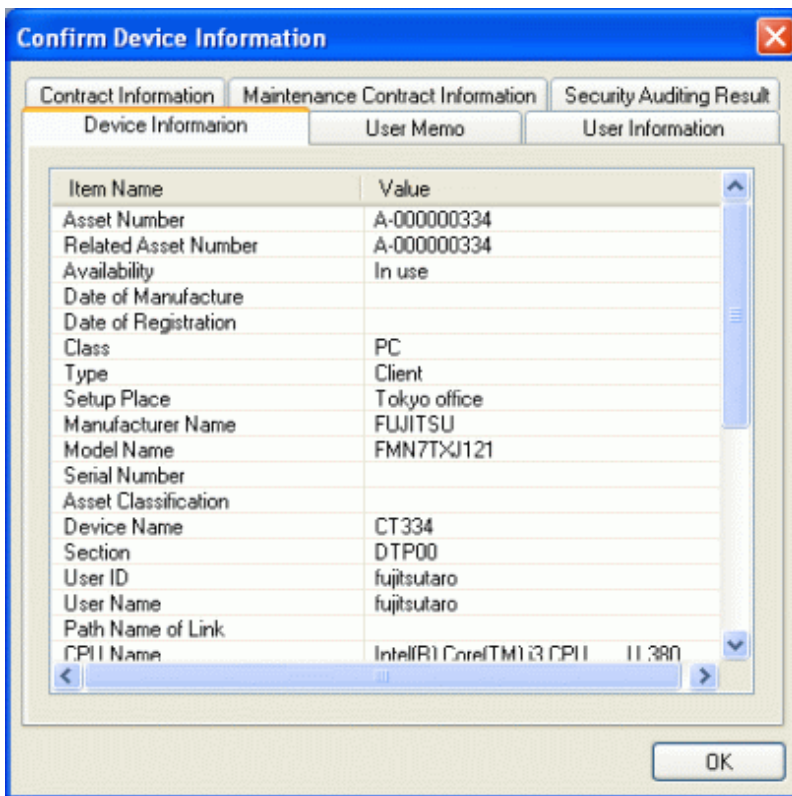 Confirm Device Information
Contract Information Maintenance Contract Information Security Auditing Result
Device Informarion User Memo User Information
Item Name Value
Asset Number A-000000334
Related Asset Number A-000000334
Availability In use
Date of Manufacture
Date of Registration
Class PC
Type Client
Setup Place Tokyo office
Manufacturer Name FUJITSU
Model Name FMN7TXJ121
Serial Number
Asset Classification
Device Name CT334
Section DTP00
User ID fujitsutaro
User Name fujitsutaro
Path Name of Link
CPU Name Intel(R) Core(TM) i3 CPU U 380
OK